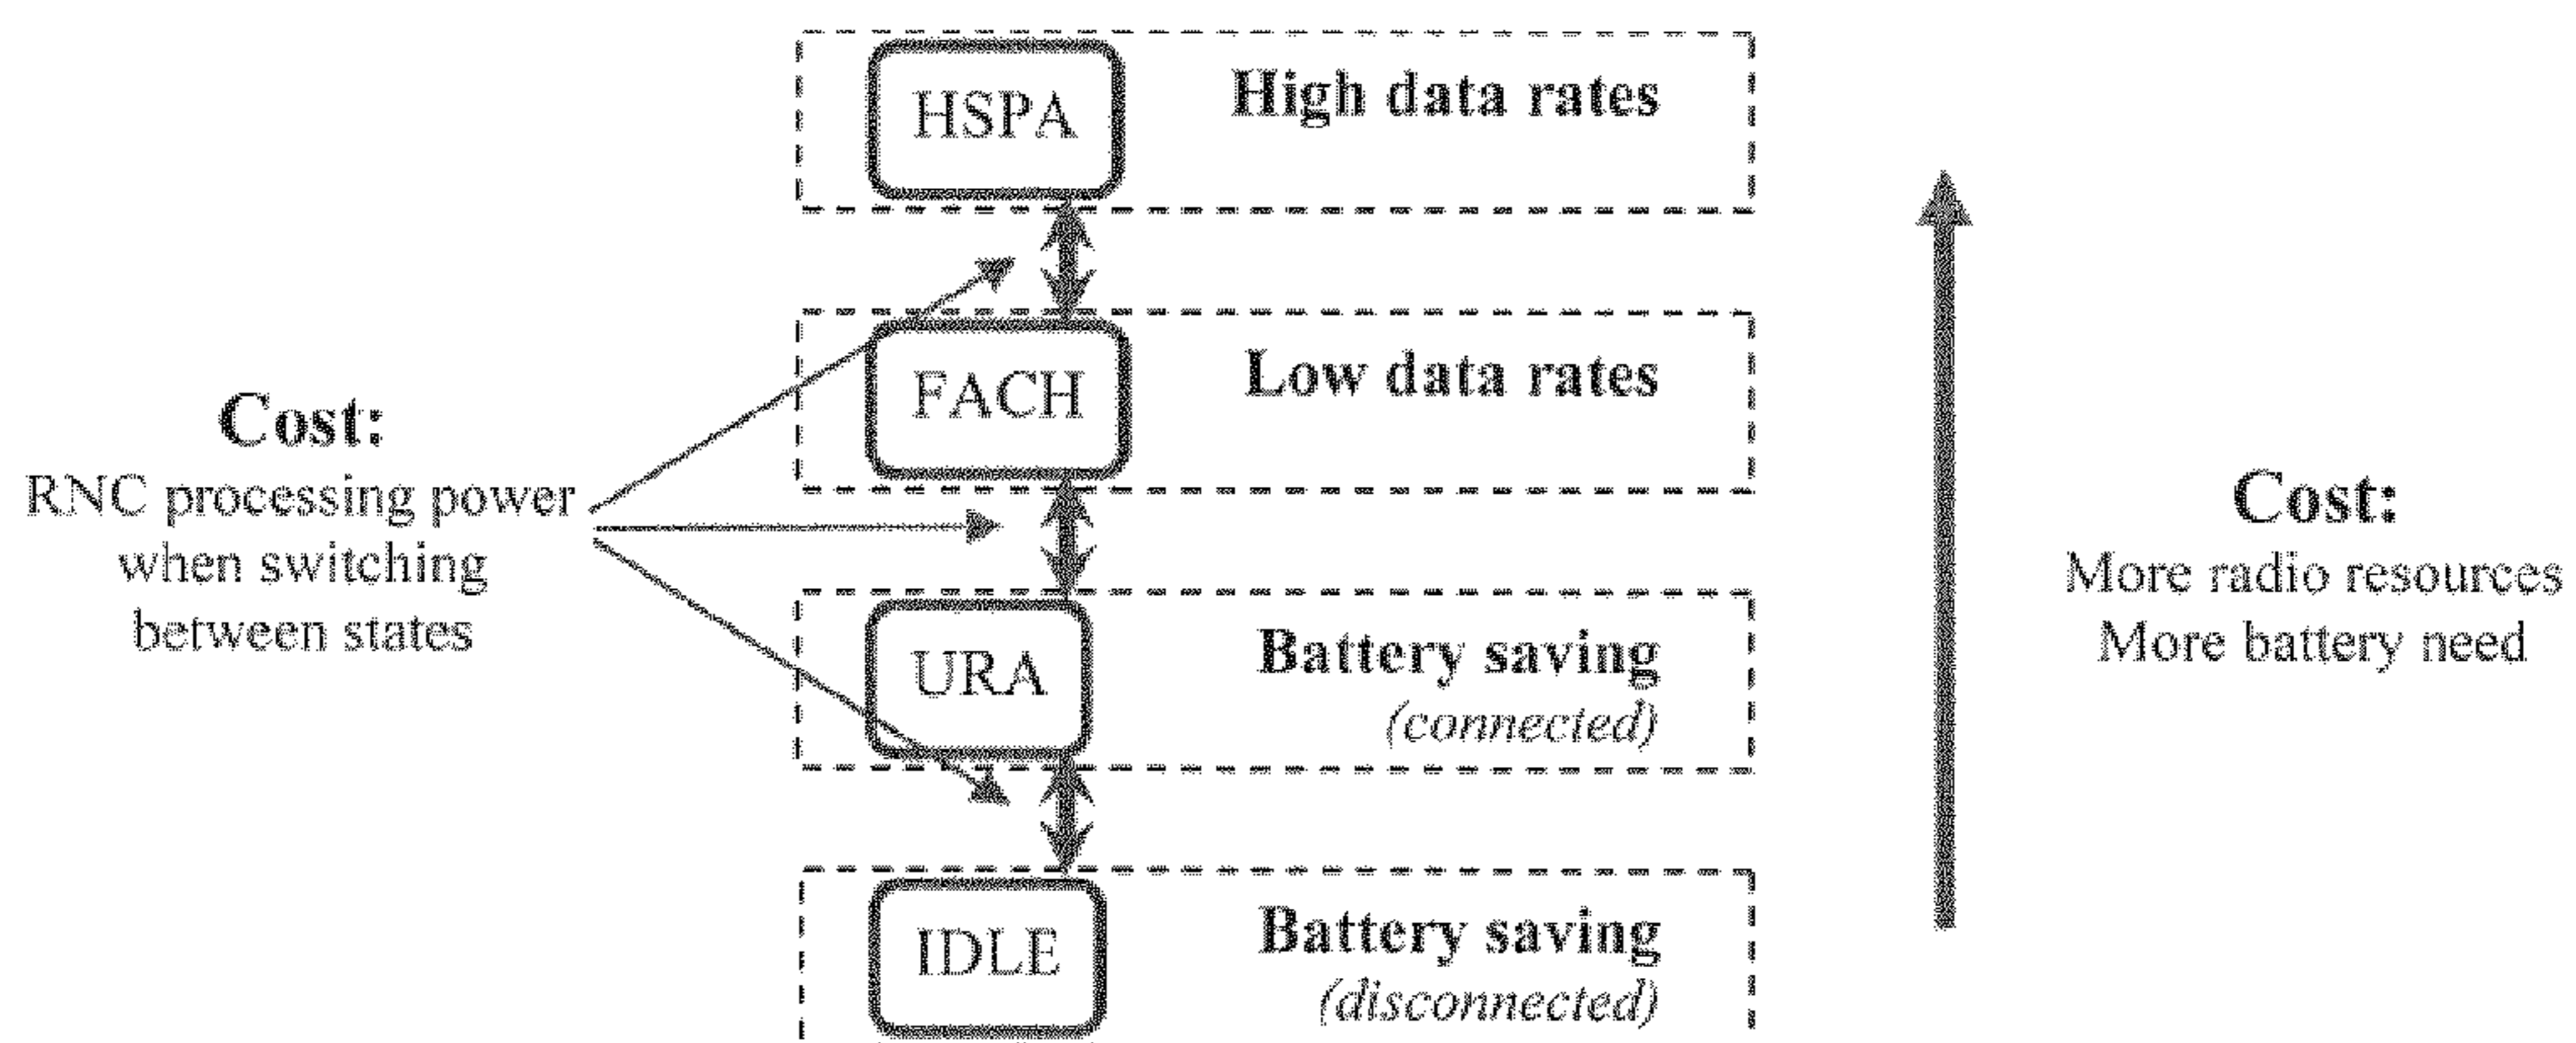 HSPA
High data rates
FACH
Low data rates
Cost:
RNC processing power
when switching
between states
URA
Battery saving
(connected)
IDLE
Battery saving
(disconnected)
Cost:
More radio resources
More battery need